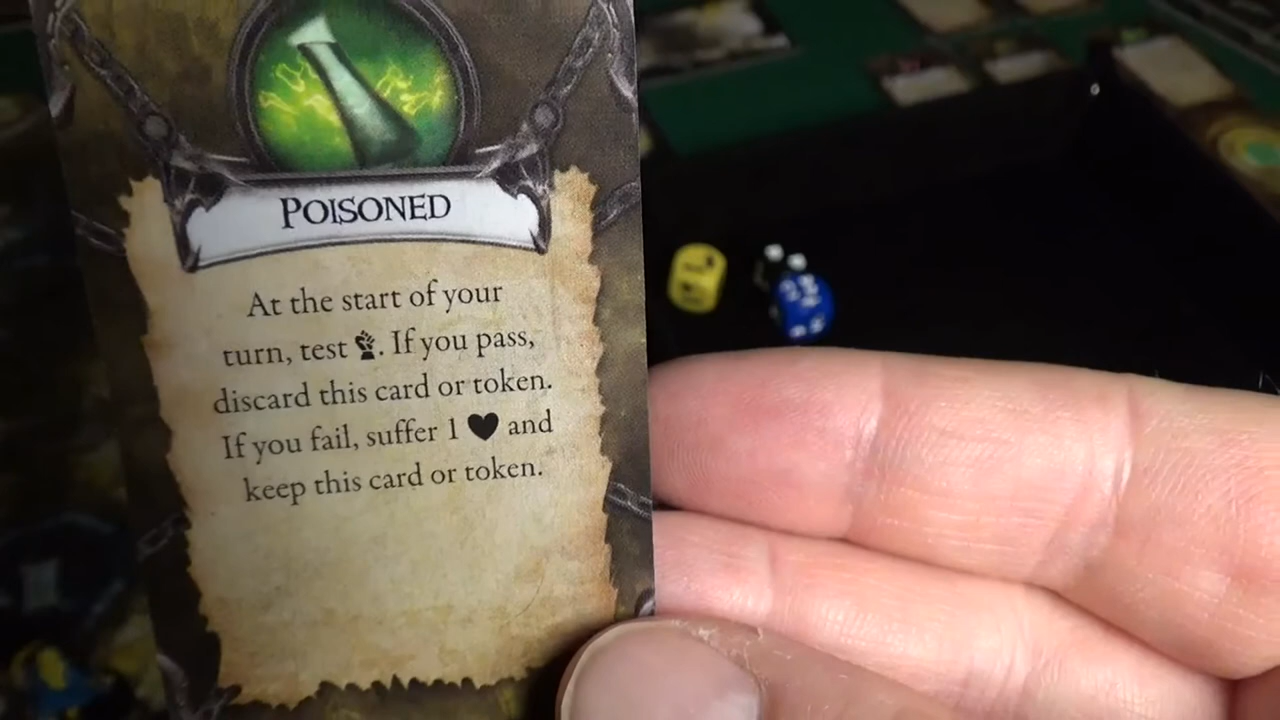 POISONED
At the start of your
turn, test . If you pass,
discard this card or token.
If you fail, suffer 1 and
keep this card or token.